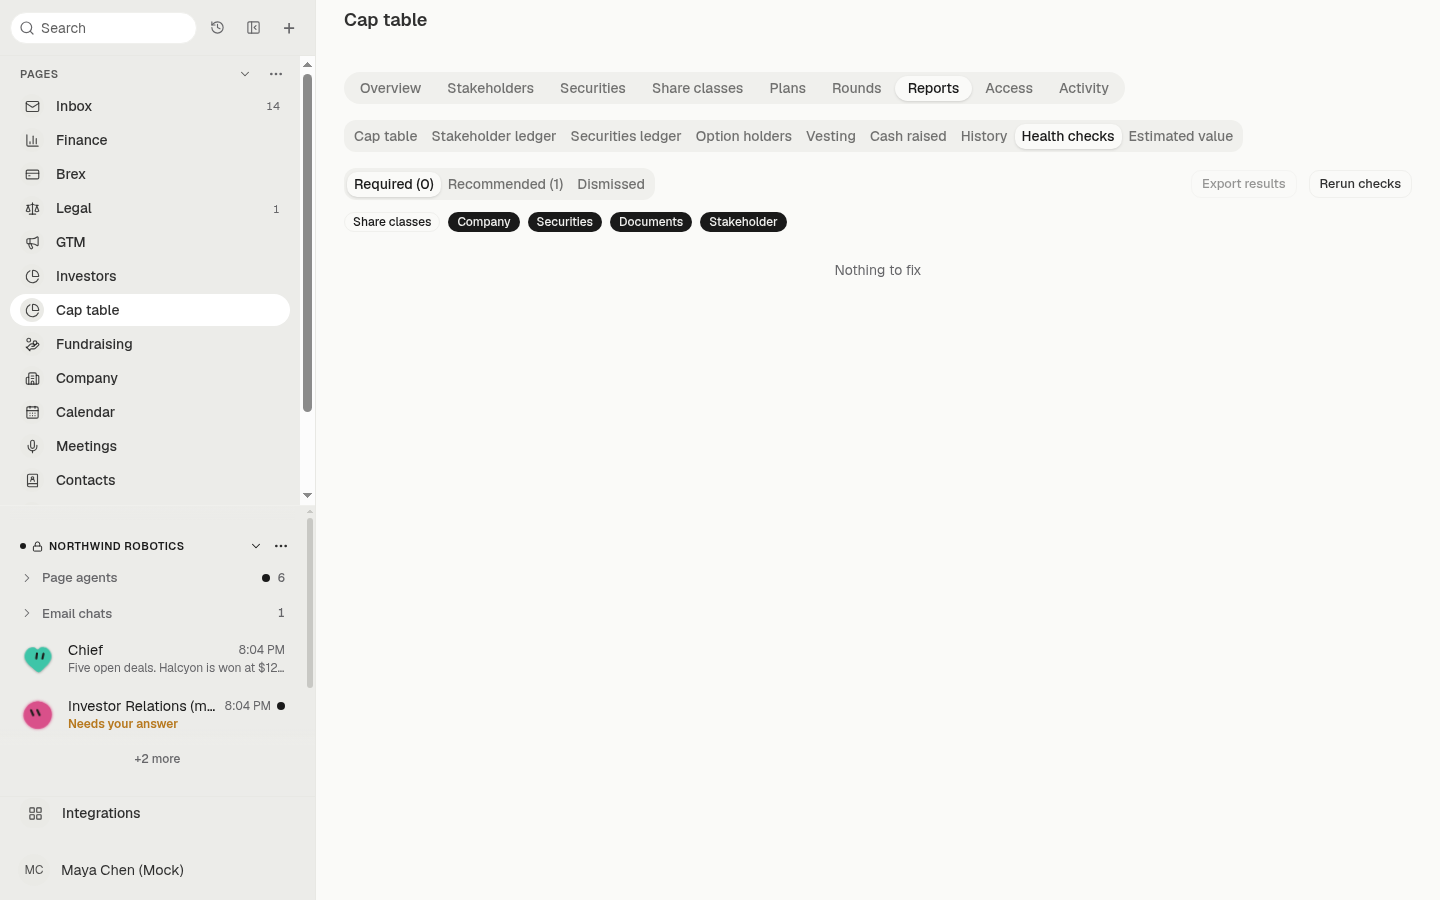 Search
PAGES
Inbox 14
Finance
Brex
Legal 1
GTM
Investors
Cap table
Fundraising
Company
Calendar
Meetings
Contacts
NORTHWIND ROBOTICS
Page agents 6
Email chats 1
Chief 8:04 PM
Five open deals. Halcyon is won at $12…
Investor Relations (m… 8:04 PM
Needs your answer
+2 more
Integrations
MC Maya Chen (Mock)
Cap table
Overview Stakeholders Securities Share classes Plans Rounds Reports Access Activity
Cap table Stakeholder ledger Securities ledger Option holders Vesting Cash raised History Health checks Estimated value
Required (0) Recommended (1) Dismissed Export results Rerun checks
Share classes Company Securities Documents Stakeholder
Nothing to fix